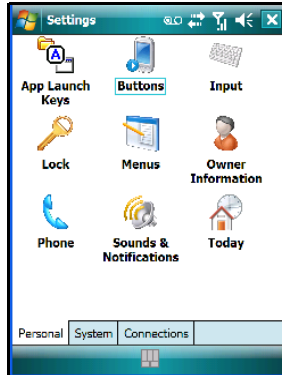 Settings
App Launch Keys
Buttons
Input
Lock
Menus
Owner Information
Phone
Sounds & Notifications
Today
Personal System Connections